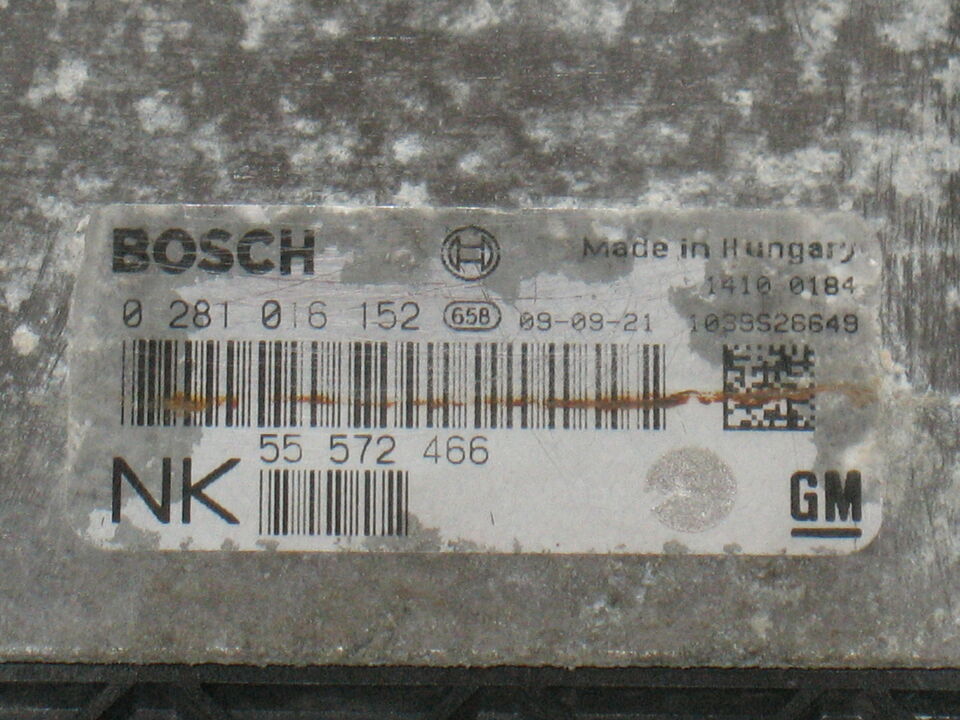 BOSCH Made in Hungary
1410 0184
0 281 016 152 658 09-09-21 1039S26649
55 572 466
NK GM